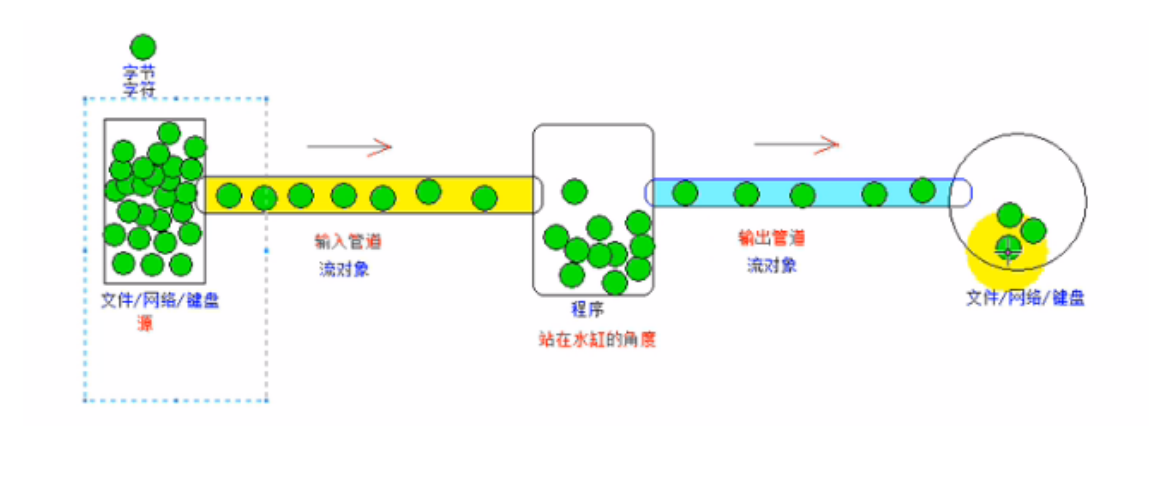 字节
字符
输入管道
流对象
文件/网络/键盘
源
程序
站在水缸的角度
输出管道
流对象
文件/网络/键盘